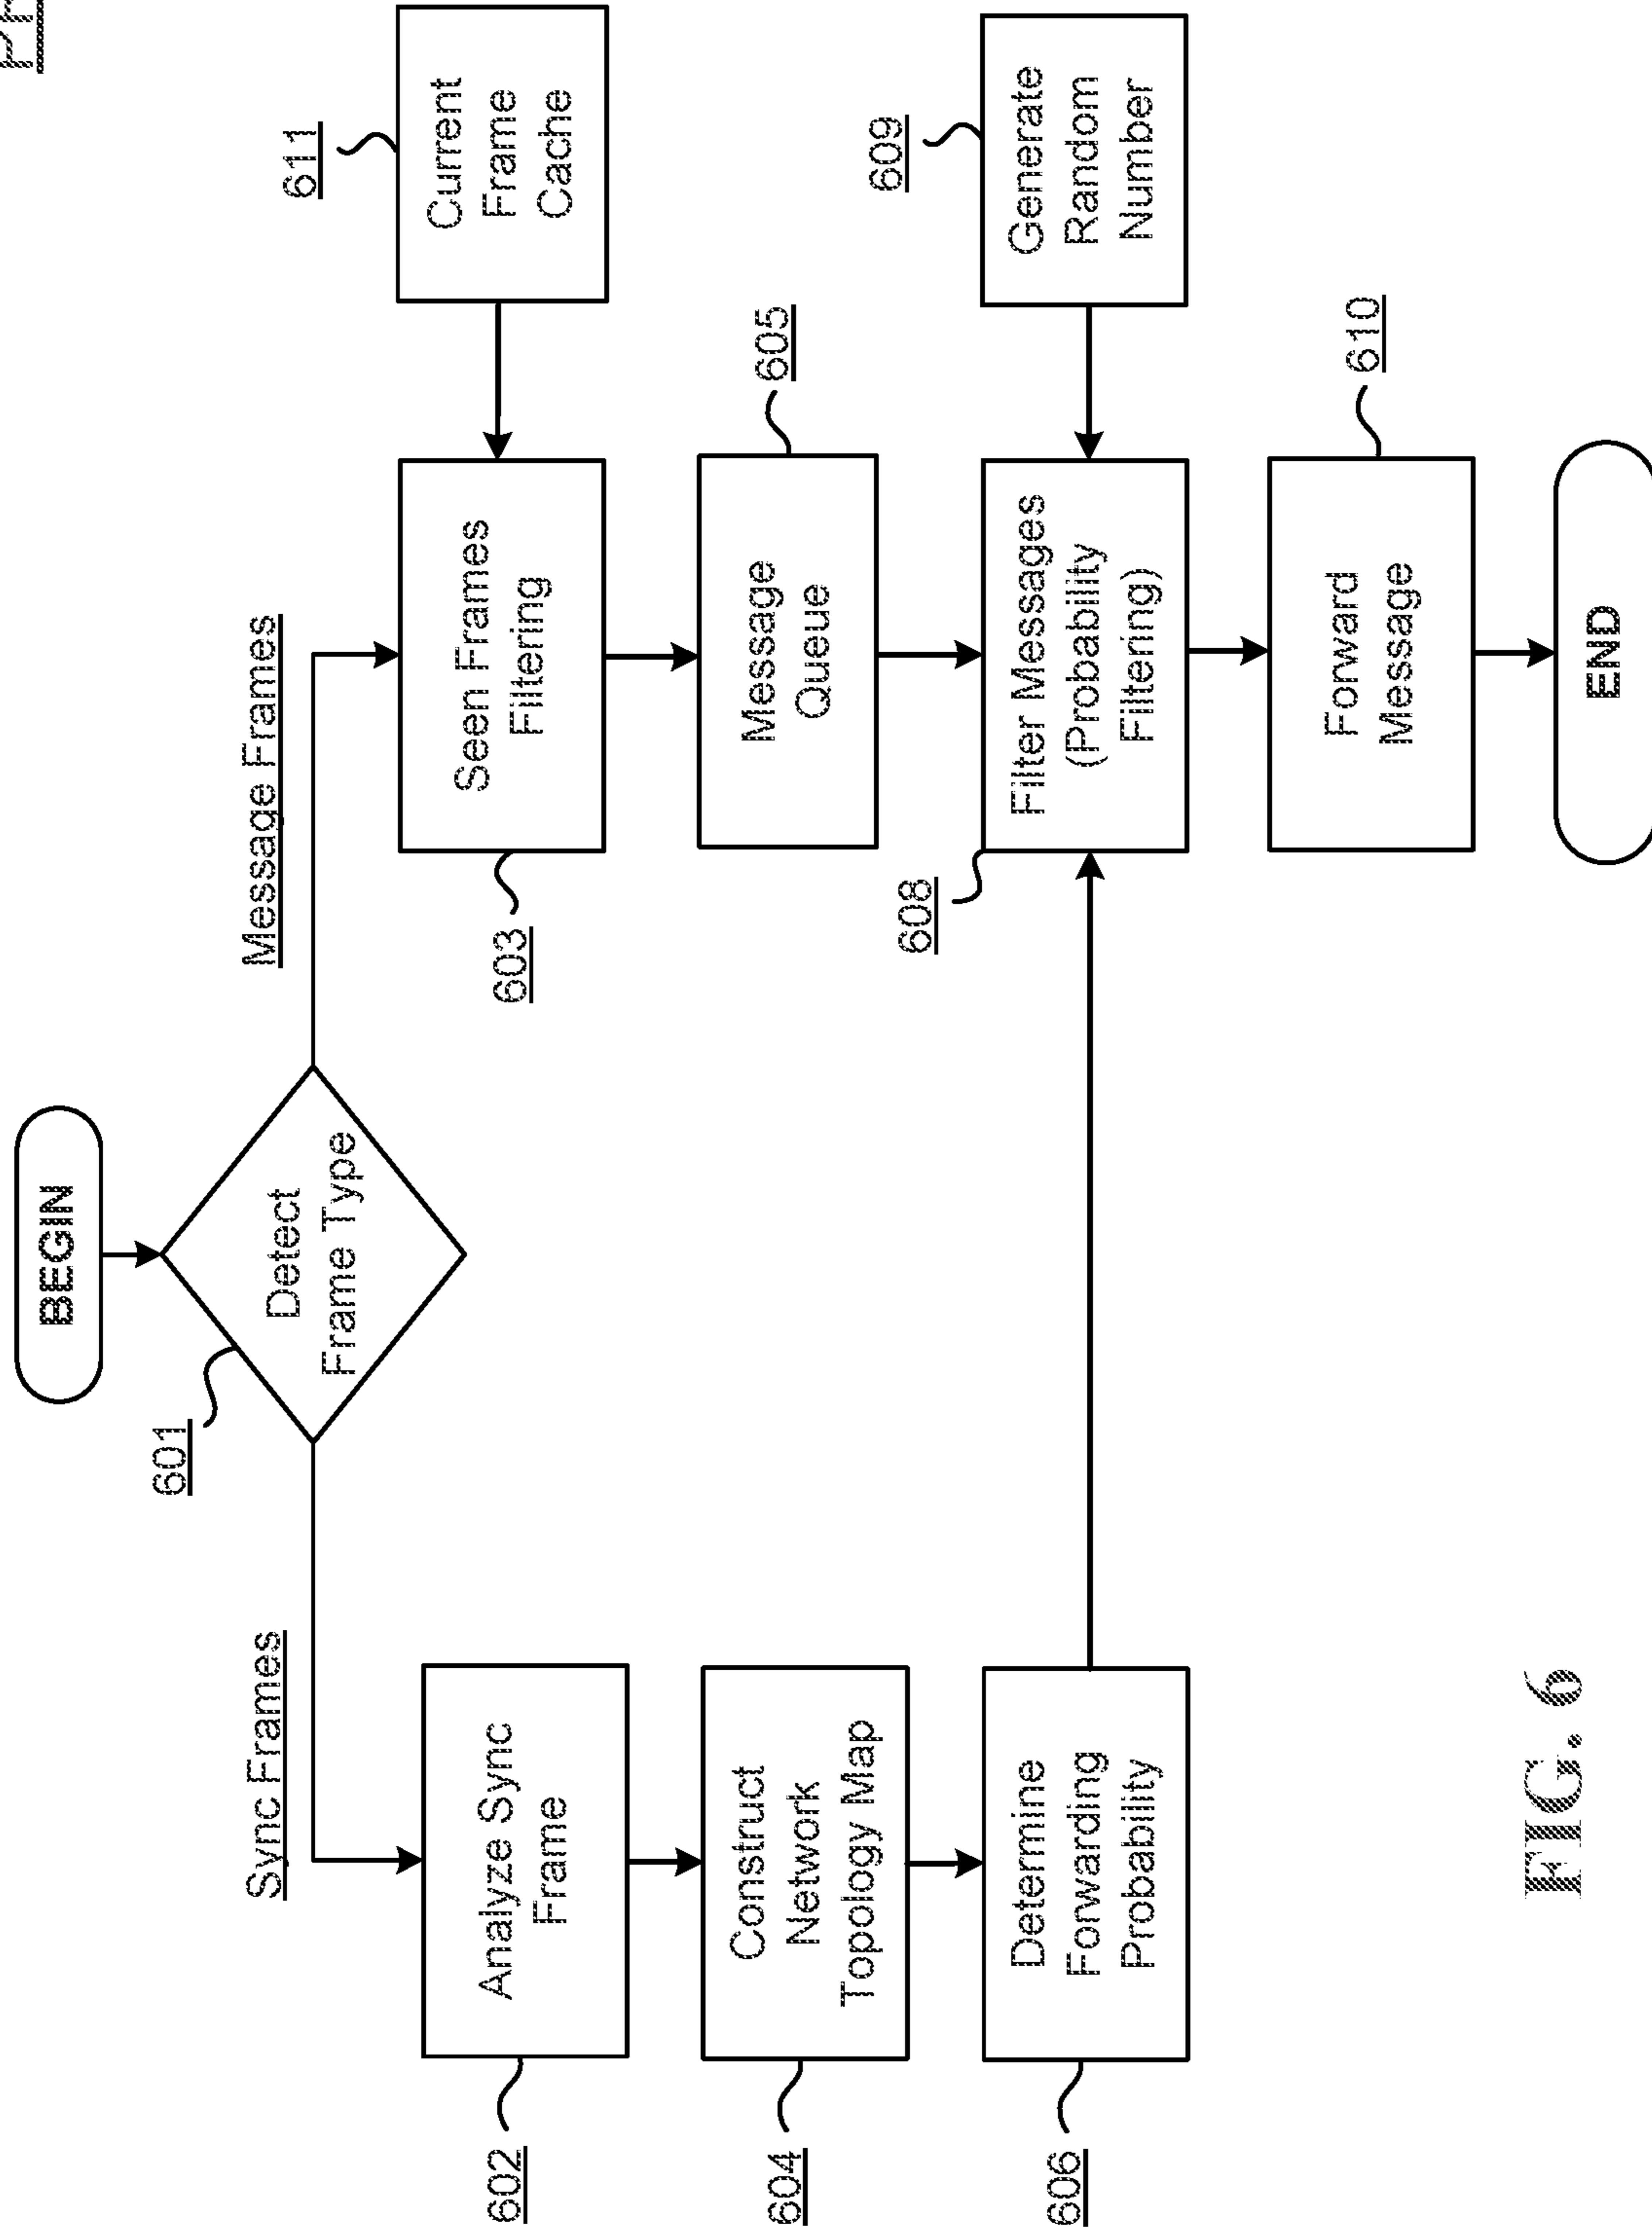 BEGIN
601
Detect
Frame Type
Sync Frames
Message Frames
611
Current
Frame
Cache
602
Analyze Sync
Frame
603
Seen Frames
Filtering
604
Construct
Network
Topology Map
605
Message
Queue
606
Determine
Forwarding
Probability
608
Filter Messages
(Probability
Filtering)
609
Generate
Random
Number
610
Forward
Message
END
FIG. 6